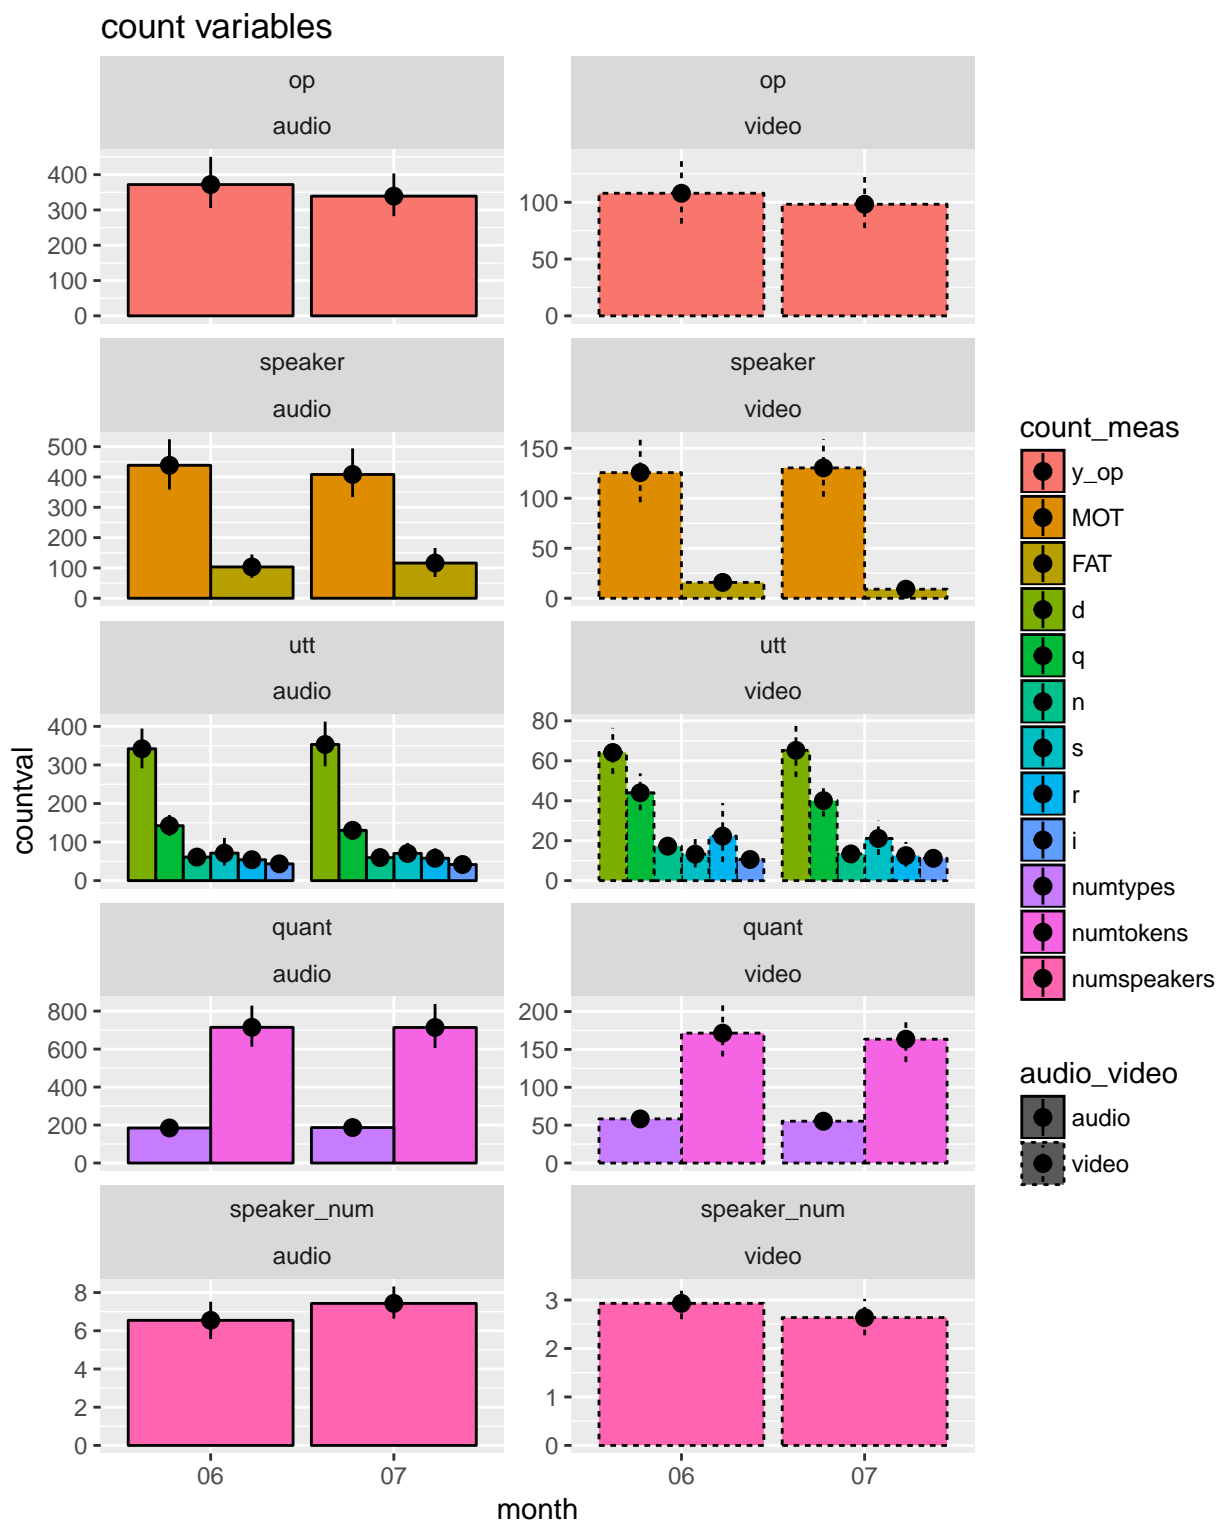 count variables
op
audio
op
video
400
300
200
100
0
100
50
0
speaker
audio
speaker
video
500
400
300
200
100
0
150
100
50
0
utt
audio
utt
video
400
300
200
100
0
80
60
40
20
0
quant
audio
quant
video
800
600
400
200
0
200
150
100
50
0
speaker_num
audio
speaker_num
video
8
6
4
2
0
3
2
1
0
06
07
06
07
month
countval
count_meas
y_op
MOT
FAT
d
q
n
s
r
i
numtypes
numtokens
numspeakers
audio_video
audio
video